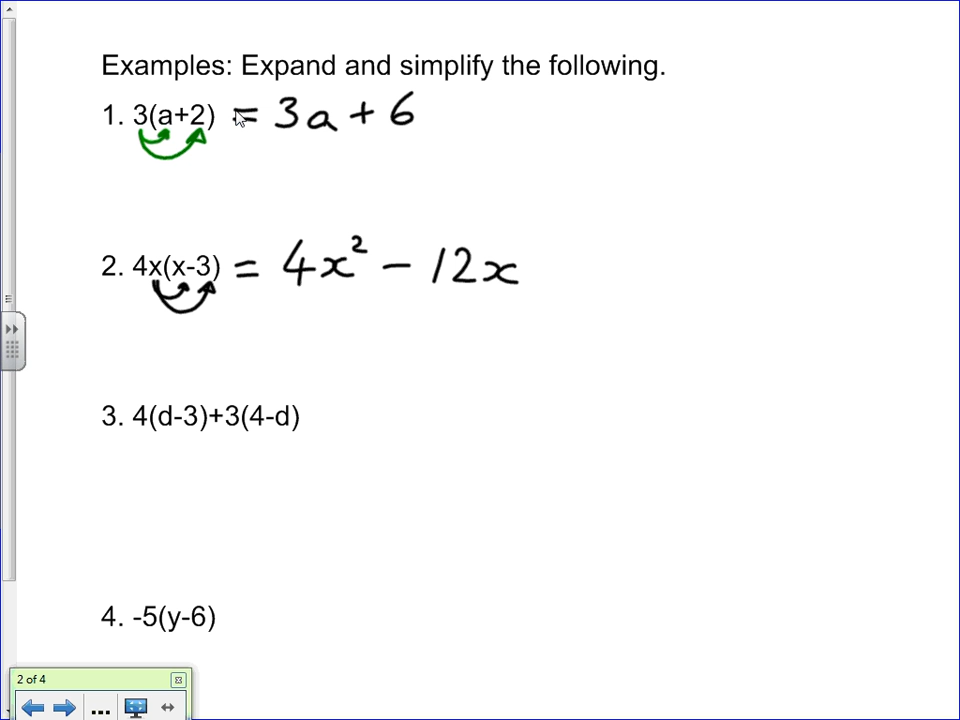 Examples: Expand and simplify the following.
1. 3(a+2) = 3a + 6
2. 4x(x-3) = 4x² - 12x
3. 4(d-3)+3(4-d)
4. -5(y-6)
2 of 4
...